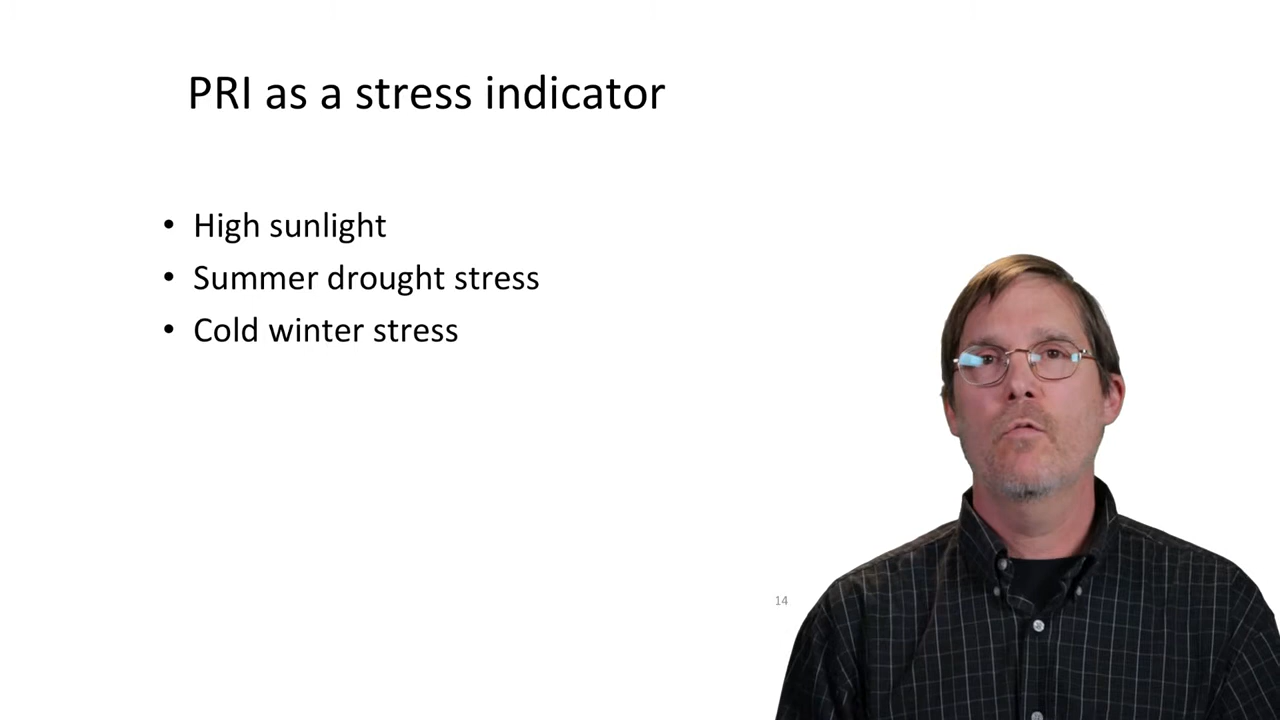 PRI as a stress indicator
• High sunlight
• Summer drought stress
• Cold winter stress
14